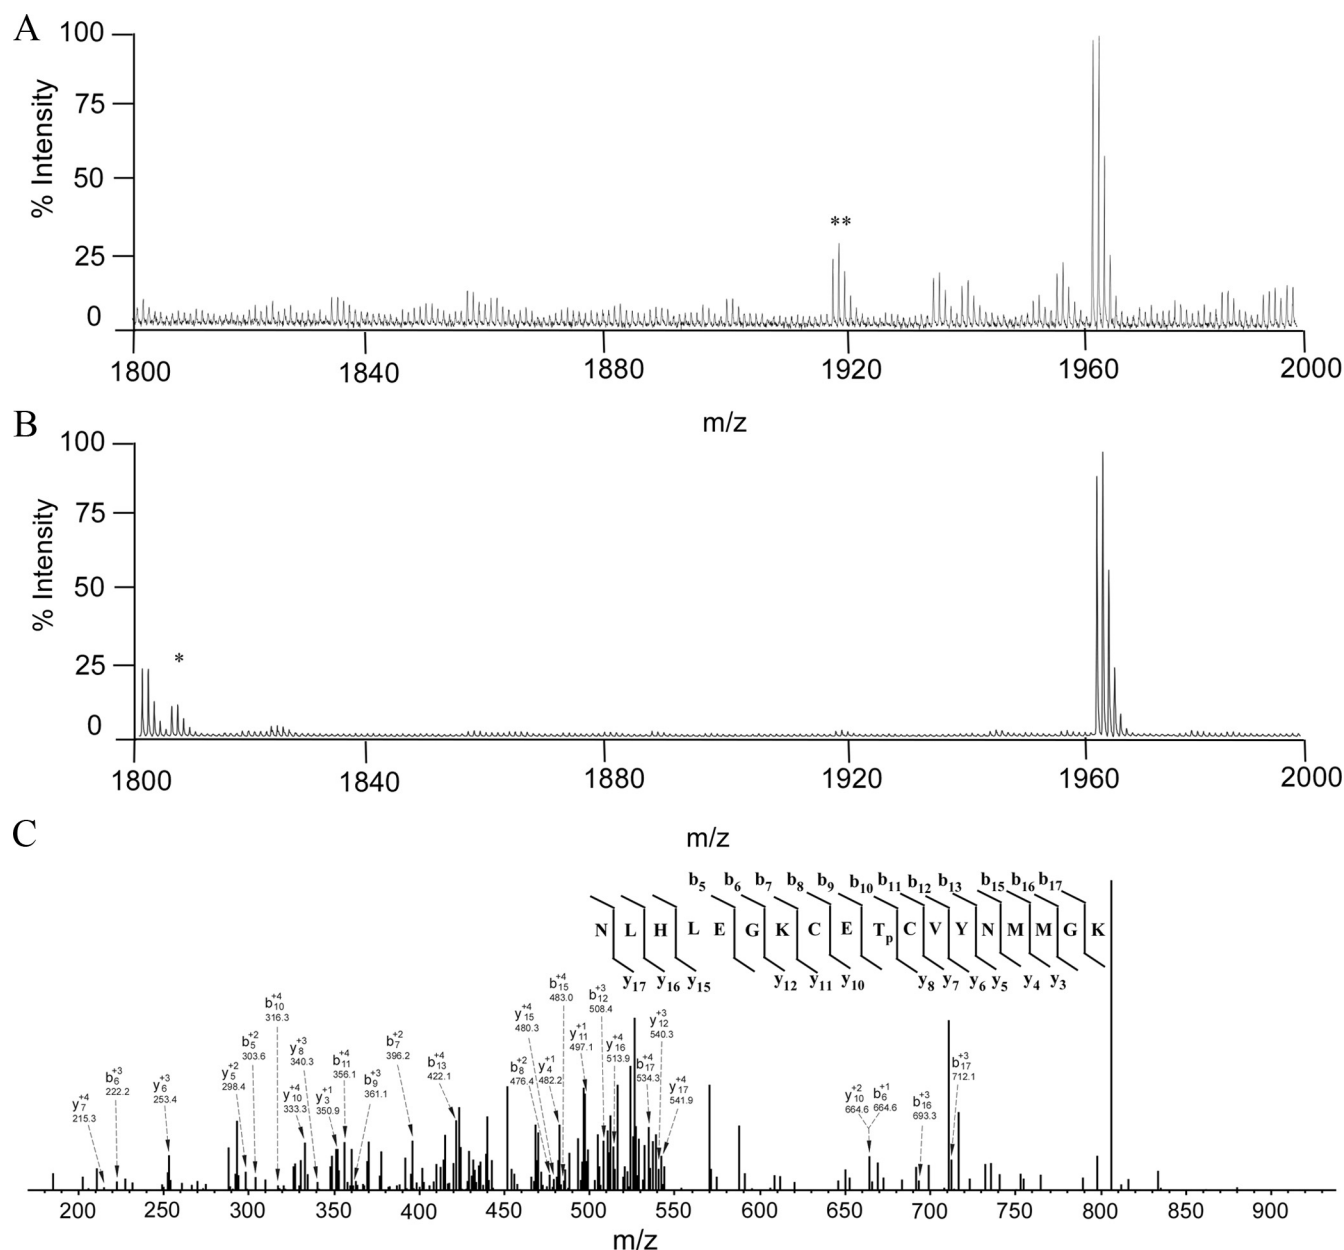 A
100
75
50
25
0
% Intensity
**
1800 1840 1880 1920 1960 2000
m/z
B
100
75
50
25
0
% Intensity
*
1800 1840 1880 1920 1960 2000
m/z
C
b5 b6 b7 b8 b9 b10 b11 b12 b13 b15 b16 b17
N L H L E G K C E Tp C V Y N M M G K
y17 y16 y15 y12 y11 y10 y8 y7 y6 y5 y4 y3
y7+4
215.3
b6+3
222.2
y6+3
253.4
y5+2
298.4
b5+2
303.6
b10+4
316.3
y10+4
333.3
y8+3
340.3
y3+1
350.9
b11+4
356.1
b9+3
361.1
b7+2
396.2
b13+4
422.1
b8+2
476.4
y15+4
480.3
y4+1
482.2
b15+4
483.0
y11+1
497.1
b12+3
508.4
y16+4
513.9
b17+4
534.3
y12+3
540.3
y17+4
541.9
y10+2
664.6
b6+1
664.6
b16+3
693.3
b17+3
712.1
200 250 300 350 400 450 500 550 600 650 700 750 800 850 900
m/z